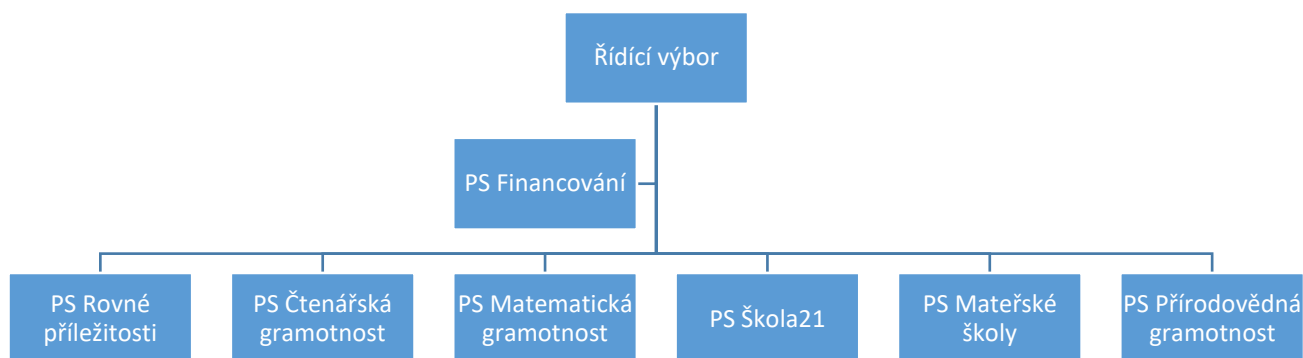 Řídící výbor
PS Financování
PS Rovné
příležitosti
PS Čtenářská
gramotnost
PS Matematická
gramotnost
PS Škola21
PS Mateřské
školy
PS Přírodovědná
gramotnost